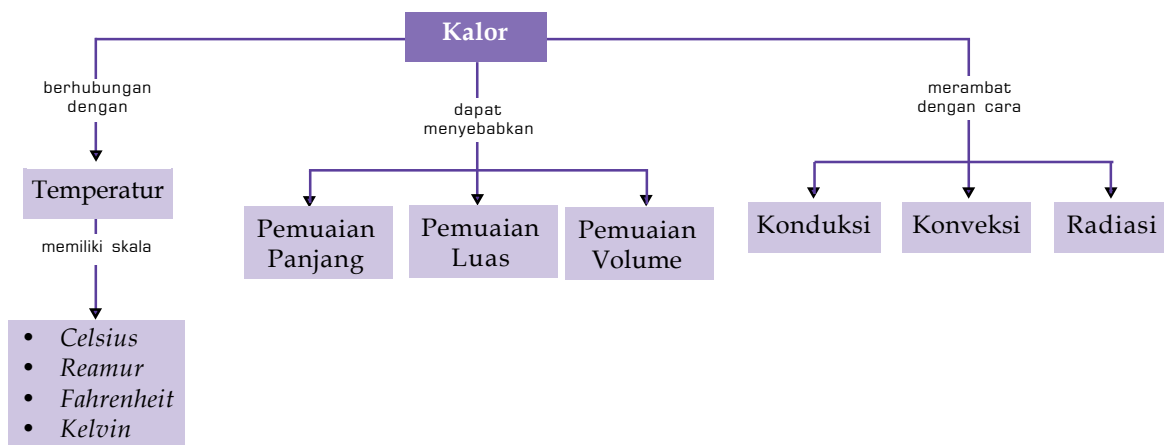 Kalor
berhubungan
dengan
dapat
menyebabkan
merambat
dengan cara
Temperatur
Pemuaian
Panjang
Pemuaian
Luas
Pemuaian
Volume
Konduksi
Konveksi
Radiasi
memiliki skala
• Celsius
• Reamur
• Fahrenheit
• Kelvin